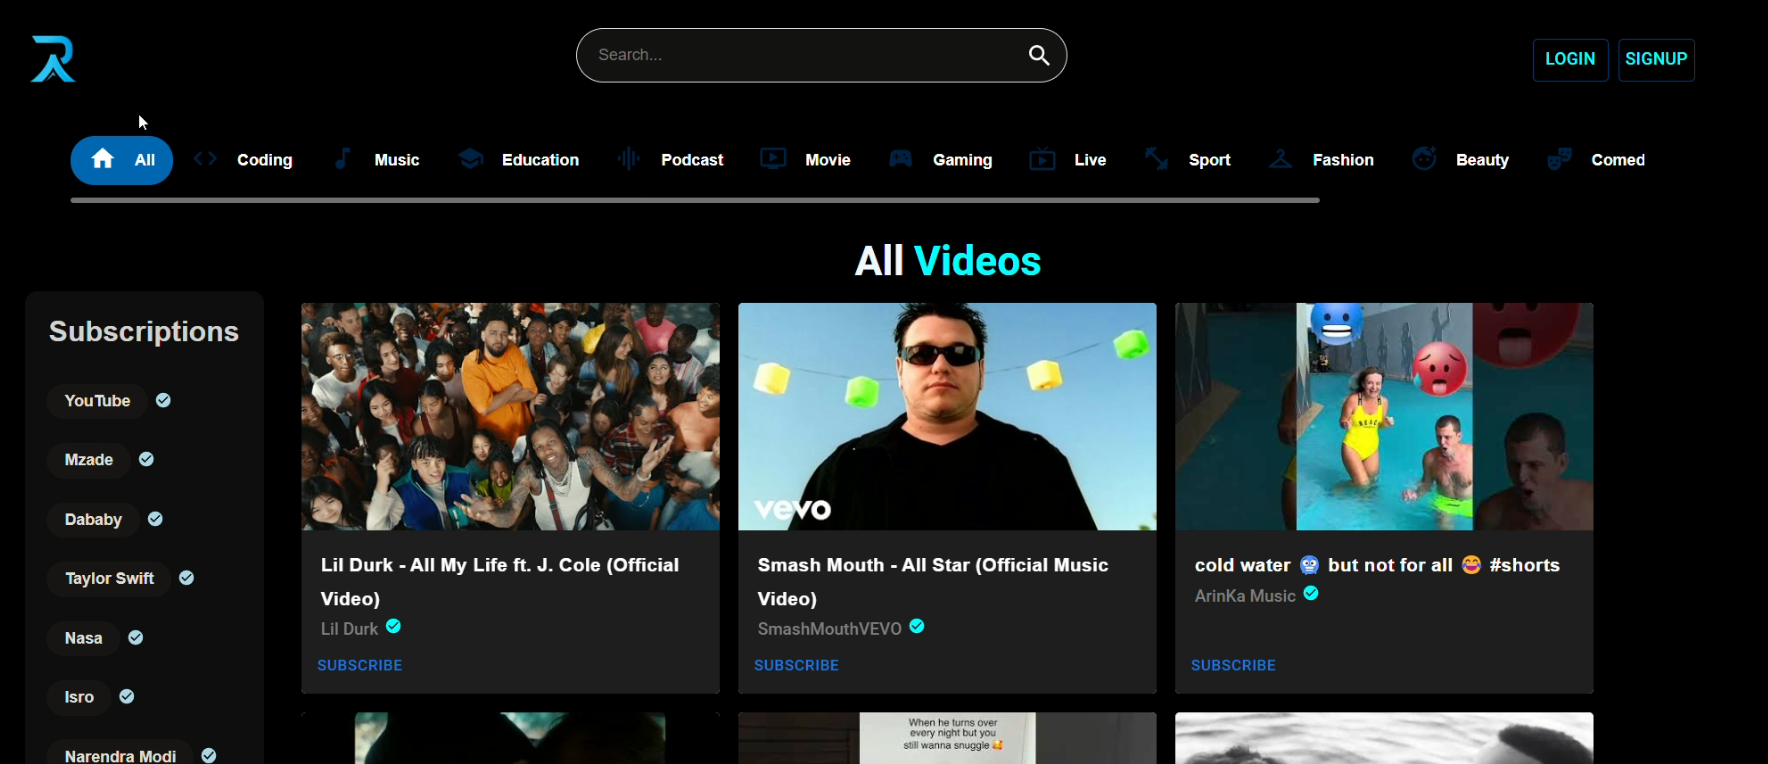 Search...
LOGIN
SIGNUP
All
Coding
Music
Education
Podcast
Movie
Gaming
Live
Sport
Fashion
Beauty
Comed
All Videos
Subscriptions
YouTube
Mzade
Dababy
Taylor Swift
Nasa
Isro
Narendra Modi
Lil Durk - All My Life ft. J. Cole (Official
Video)
Lil Durk
SUBSCRIBE
vevo
Smash Mouth - All Star (Official Music
Video)
SmashMouthVEVO
SUBSCRIBE
cold water 🥶 but not for all 😂 #shorts
ArinKa Music
SUBSCRIBE
When he turns over
every night but you
still wanna snuggle 🥰